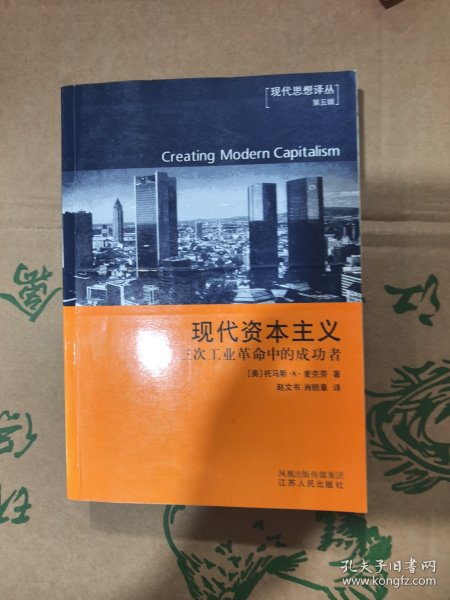 现代思想译丛
第五辑
Creating Modern Capitalism
现代资本主义
三次工业革命中的成功者
[美]托马斯·K·麦克劳 著
赵文书 肖锁章 译
凤凰出版传媒集团
江苏人民出版社
江
环
孔夫子旧书网
www.kongfz.com